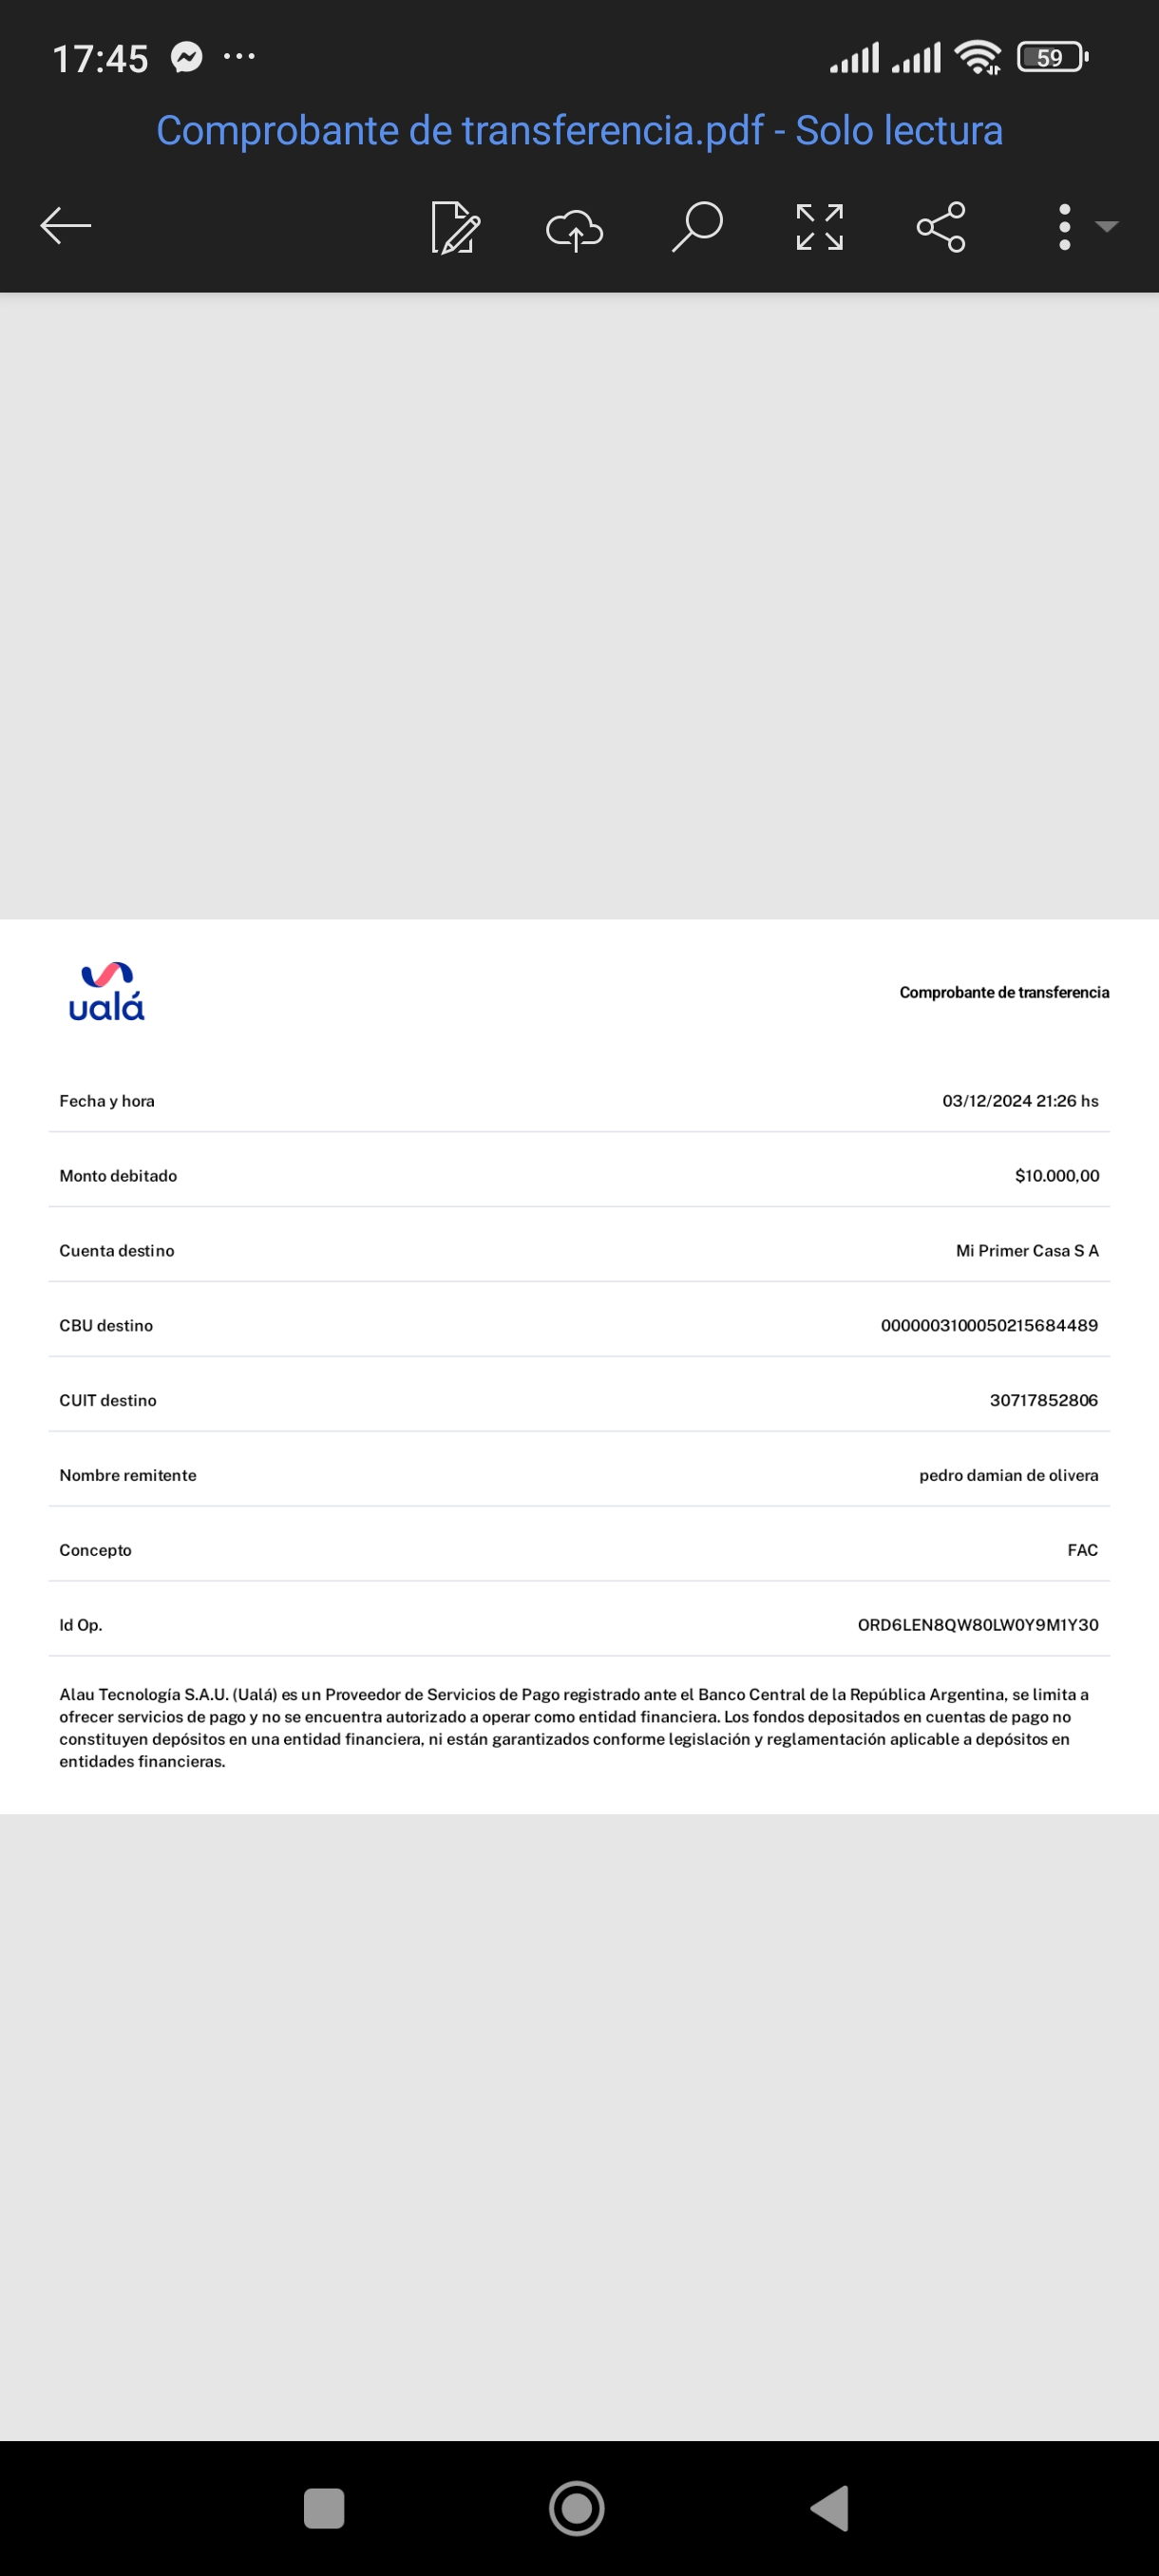 17:45
59
Comprobante de transferencia.pdf - Solo lectura
ualá
Comprobante de transferencia
Fecha y hora 03/12/2024 21:26 hs
Monto debitado $10.000,00
Cuenta destino Mi Primer Casa S A
CBU destino 0000003100050215684489
CUIT destino 30717852806
Nombre remitente pedro damian de olivera
Concepto FAC
Id Op. ORD6LEN8QW80LW0Y9M1Y30
Alau Tecnología S.A.U. (Ualá) es un Proveedor de Servicios de Pago registrado ante el Banco Central de la República Argentina, se limita a
ofrecer servicios de pago y no se encuentra autorizado a operar como entidad financiera. Los fondos depositados en cuentas de pago no
constituyen depósitos en una entidad financiera, ni están garantizados conforme legislación y reglamentación aplicable a depósitos en
entidades financieras.